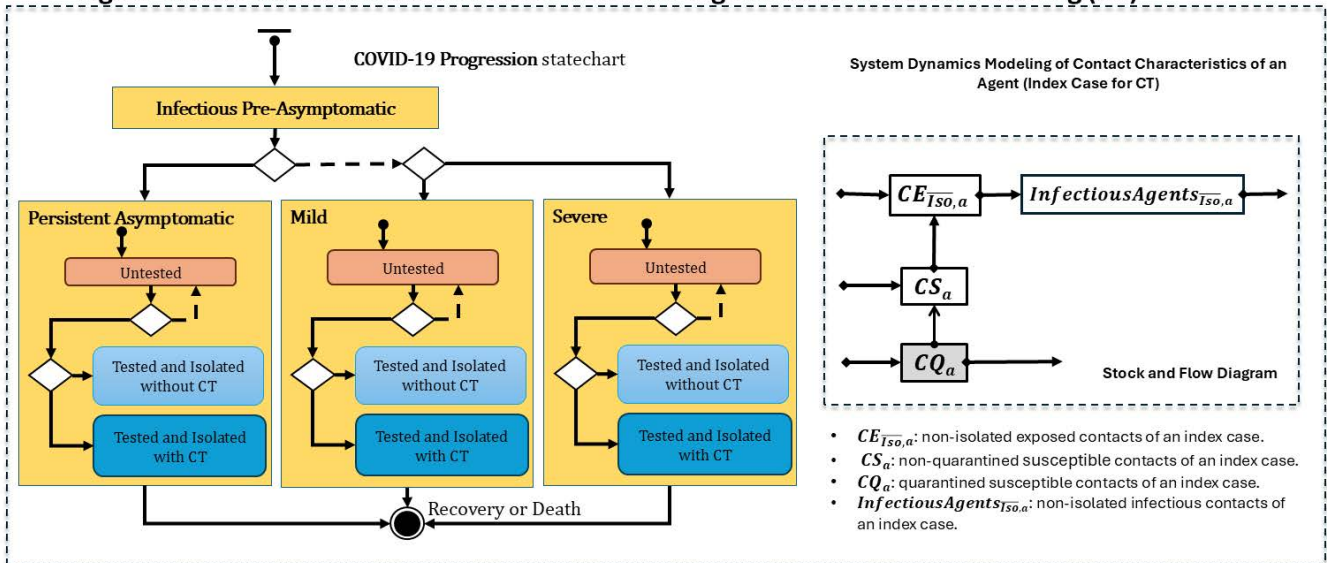 COVID-19 Progression statechart
Infectious Pre-Asymptomatic
Persistent Asymptomatic
Untested
Tested and Isolated
without CT
Tested and Isolated
with CT
Mild
Untested
Tested and Isolated
without CT
Tested and Isolated
with CT
Severe
Untested
Tested and Isolated
without CT
Tested and Isolated
with CT
Recovery or Death
System Dynamics Modeling of Contact Characteristics of an
Agent (Index Case for CT)
CE_{\overline{Iso},a}
InfectiousAgents_{\overline{Iso},a}
CS_a
CQ_a
Stock and Flow Diagram
• CE_{\overline{Iso},a}: non-isolated exposed contacts of an index case.
• CS_a: non-quarantined susceptible contacts of an index case.
• CQ_a: quarantined susceptible contacts of an index case.
• InfectiousAgents_{\overline{Iso},a}: non-isolated infectious contacts of
an index case.